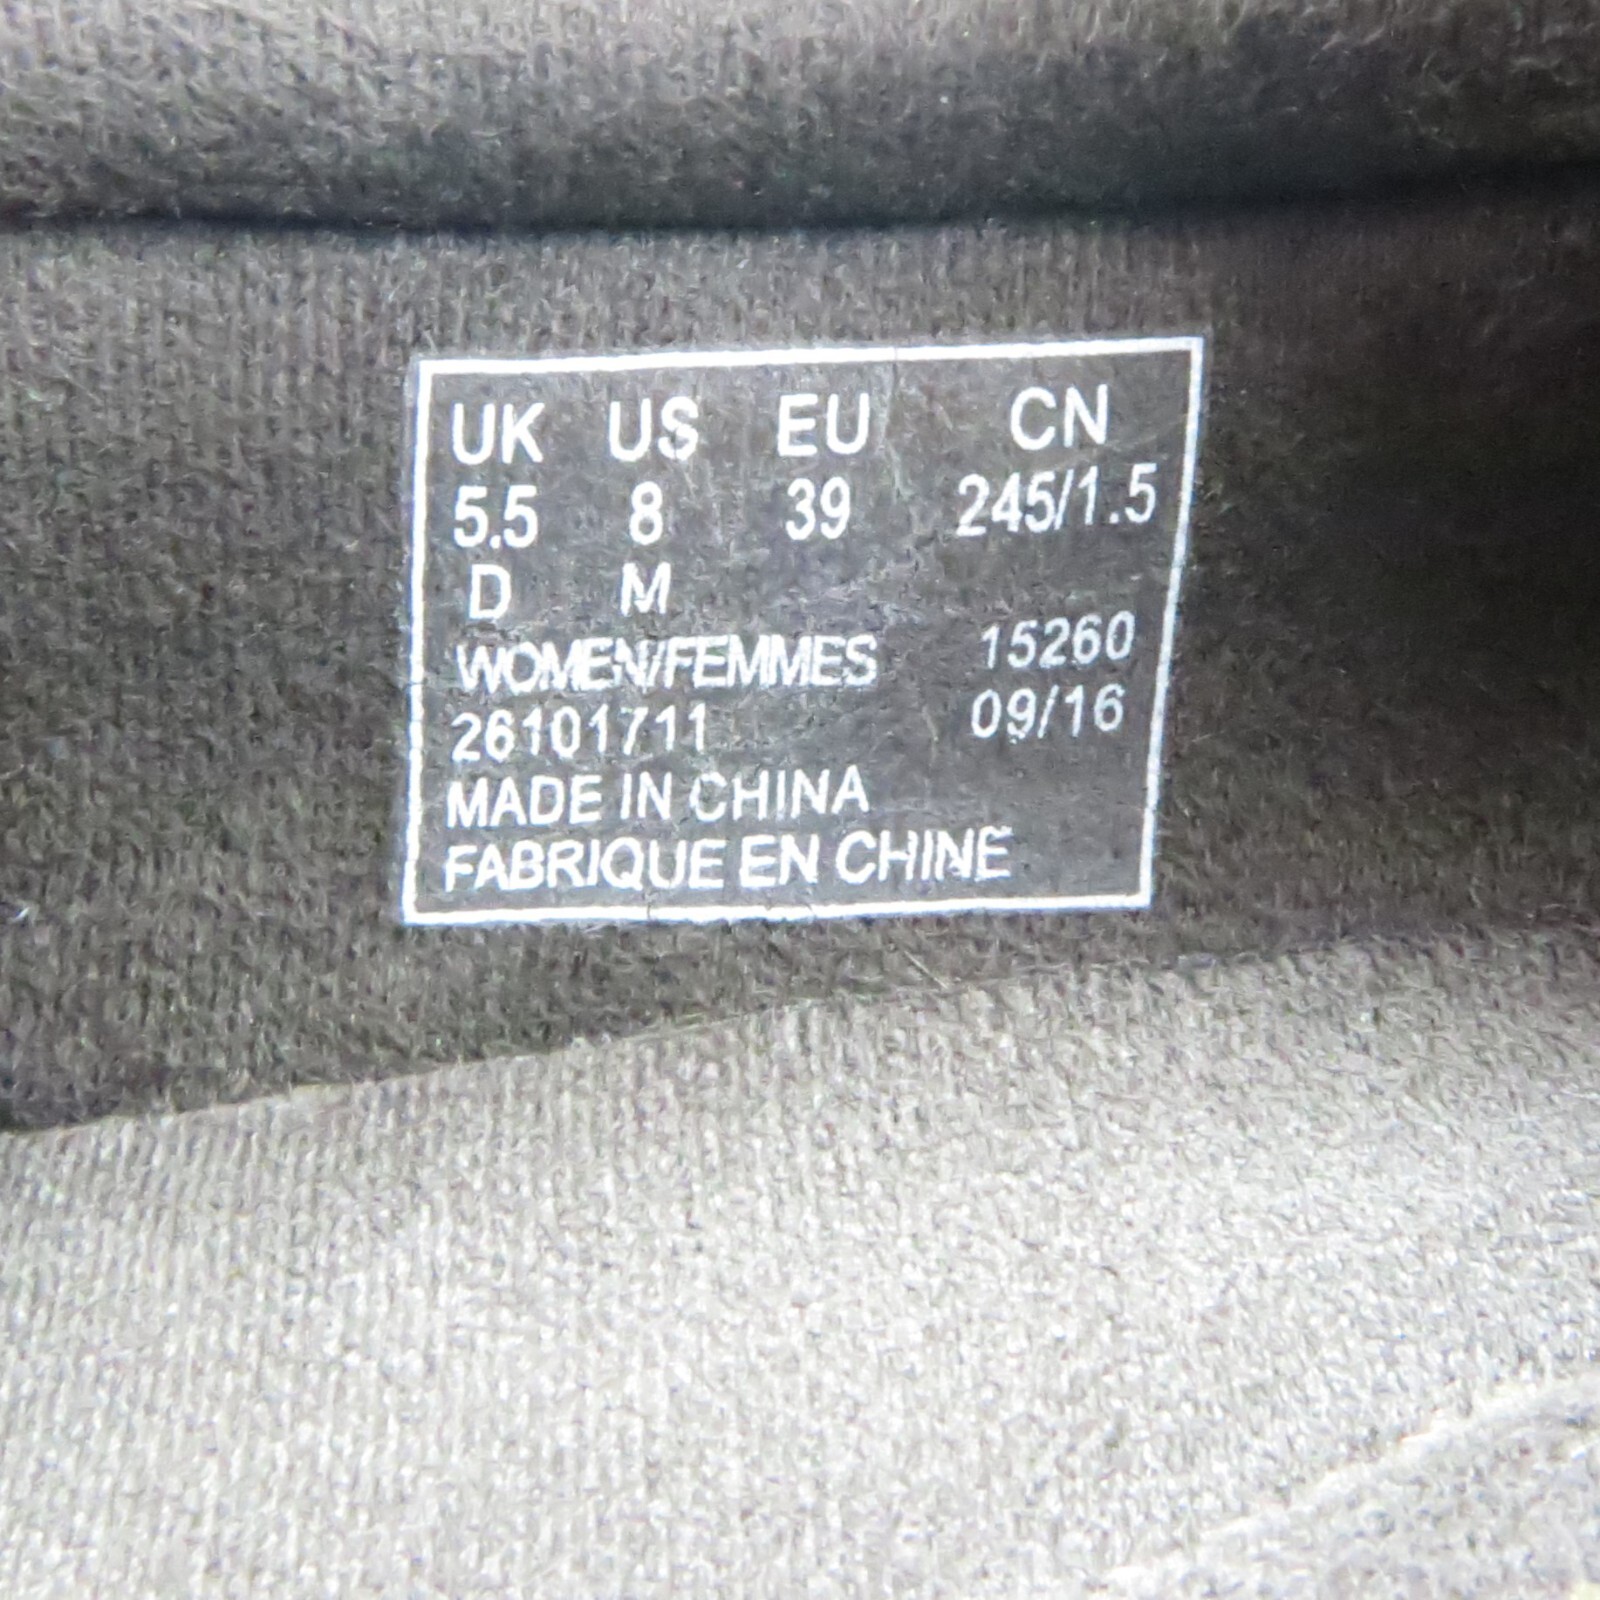 UK US EU CN
5.5 8 39 245/1.5
D M
WOMEN/FEMMES 15260
26101711 09/16
MADE IN CHINA
FABRIQUE EN CHINE